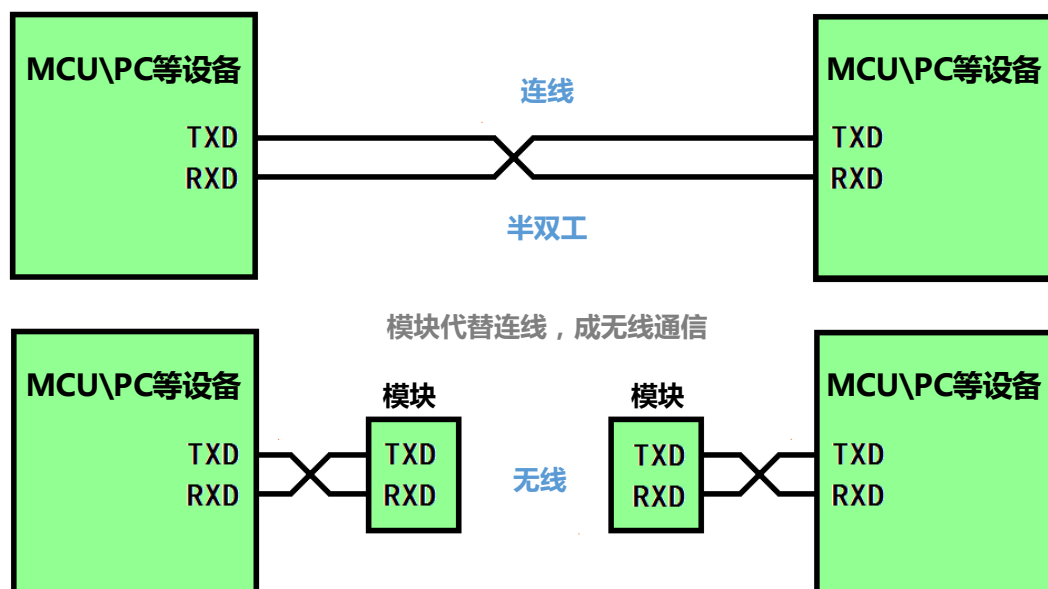 MCU\PC等设备
MCU\PC等设备
连线
TXD
TXD
RXD
RXD
半双工
模块代替连线，成无线通信
MCU\PC等设备
模块
模块
MCU\PC等设备
TXD
TXD
TXD
TXD
无线
RXD
RXD
RXD
RXD